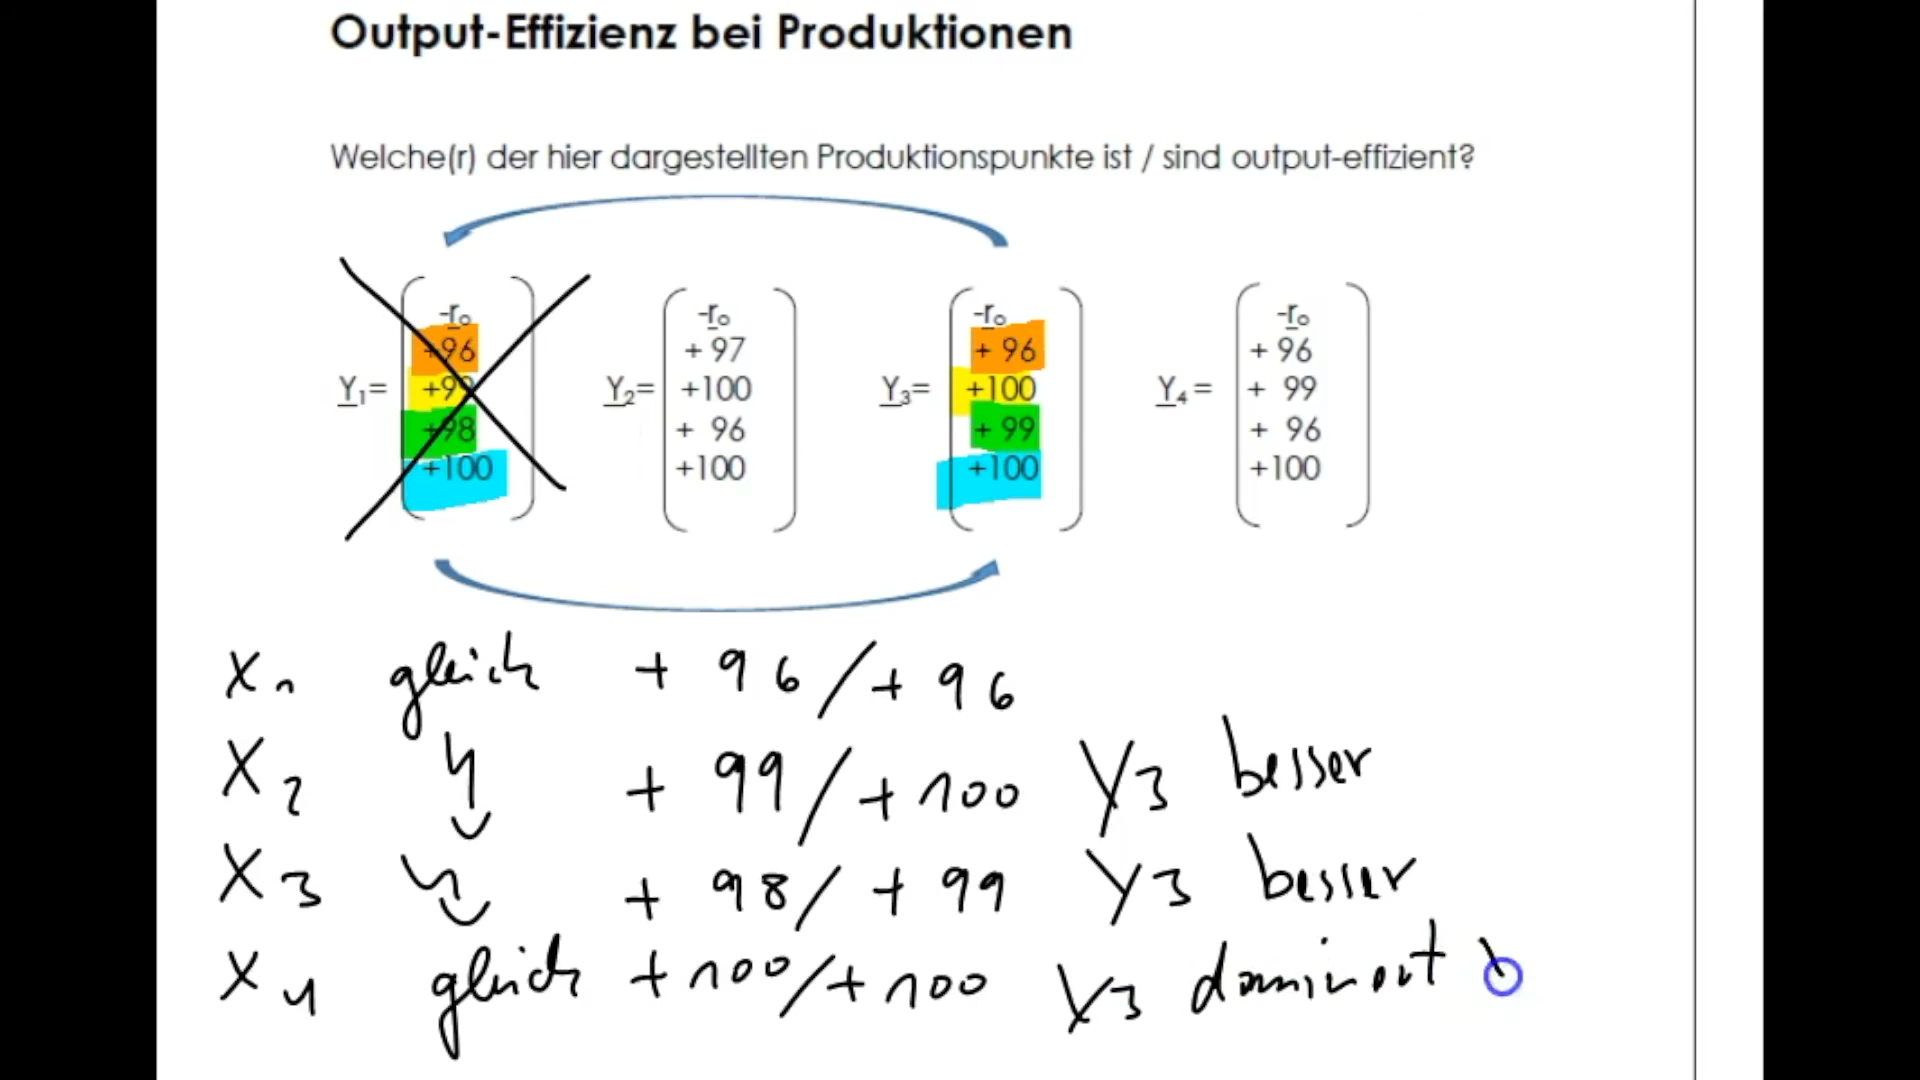 Output-Effizienz bei Produktionen
Welche(r) der hier dargestellten Produktionspunkte ist / sind output-effizient?
Y₁=
-r₀
+96
+99
+98
+100
Y₂=
-r₀
+ 97
+100
+ 96
+100
Y₃=
-r₀
+ 96
+100
+ 99
+100
Y₄ =
-r₀
+ 96
+ 99
+ 96
+100
X₁ gleich + 96 / + 96
X₂ + 99 / + 100 Y3 besser
X₃ + 98 / + 99 Y3 besser
X₄ gleich + 100 / + 100 Y3 dominant